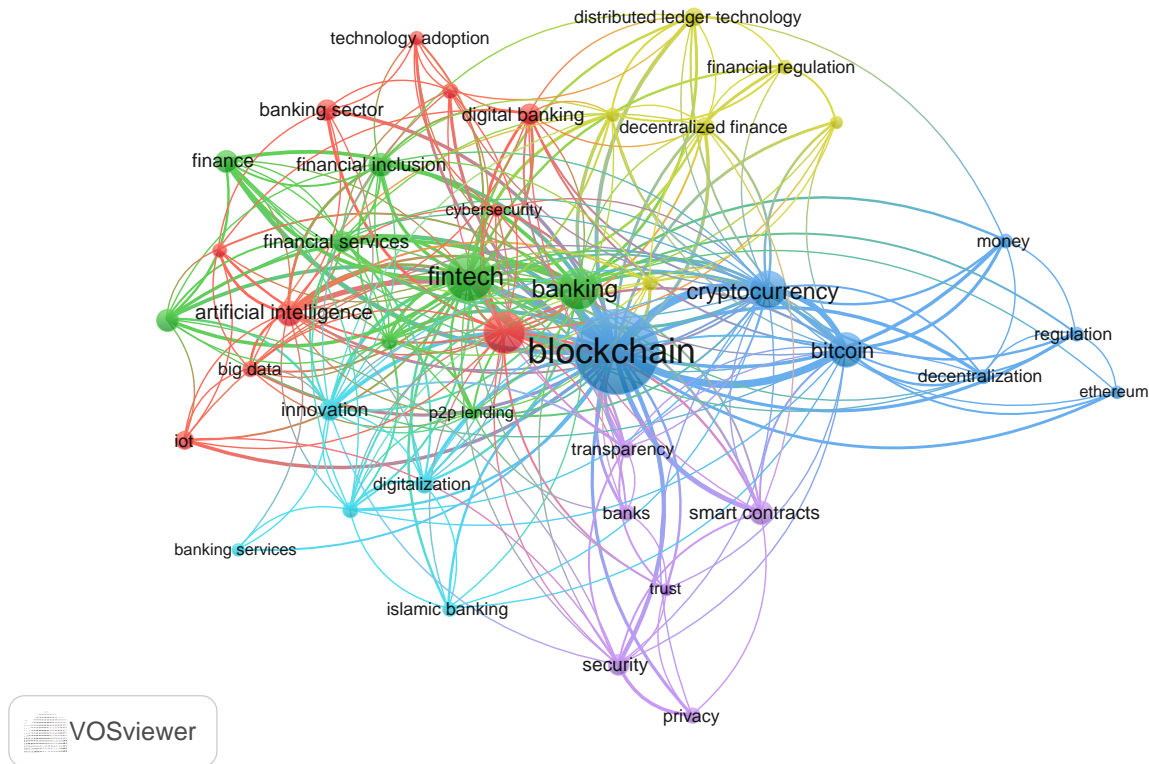 distributed ledger technology
technology adoption
financial regulation
banking sector
digital banking
decentralized finance
finance
financial inclusion
cybersecurity
financial services
money
fintech
banking
cryptocurrency
artificial intelligence
blockchain
bitcoin
regulation
big data
decentralization
ethereum
innovation
p2p lending
iot
transparency
digitalization
banks
smart contracts
banking services
trust
islamic banking
security
privacy
VOSviewer